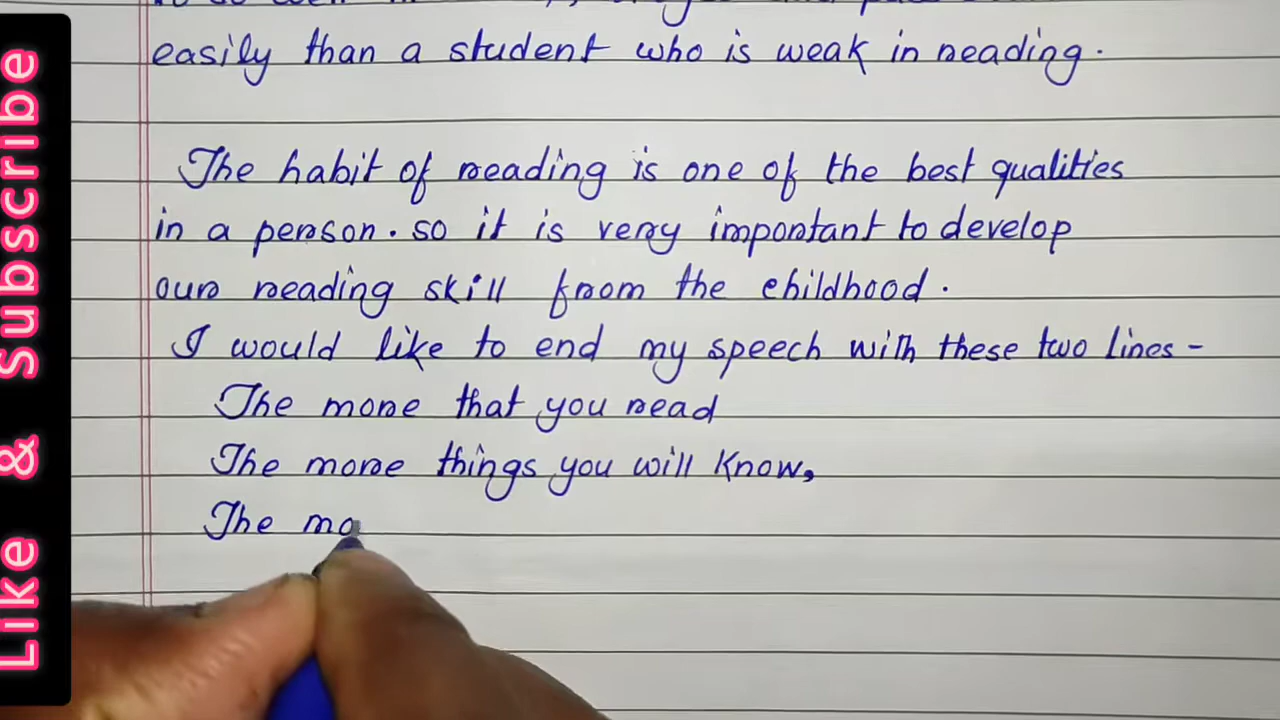 easily than a student who is weak in reading.
The habit of reading is one of the best qualities
in a person. so it is very important to develop
our reading skill from the childhood.
I would like to end my speech with these two lines -
The more that you read
The more things you will know,
The mo
Like & Subscribe